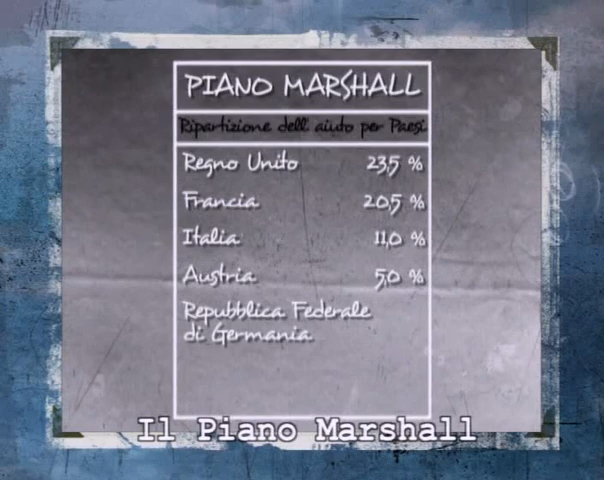 PIANO MARSHALL
Ripartizione dell'aiuto per Paesi
Regno Unito 23,5 %
Francia 20,5 %
Italia 11,0 %
Austria 5,0 %
Repubblica Federale
di Germania
Il Piano Marshall